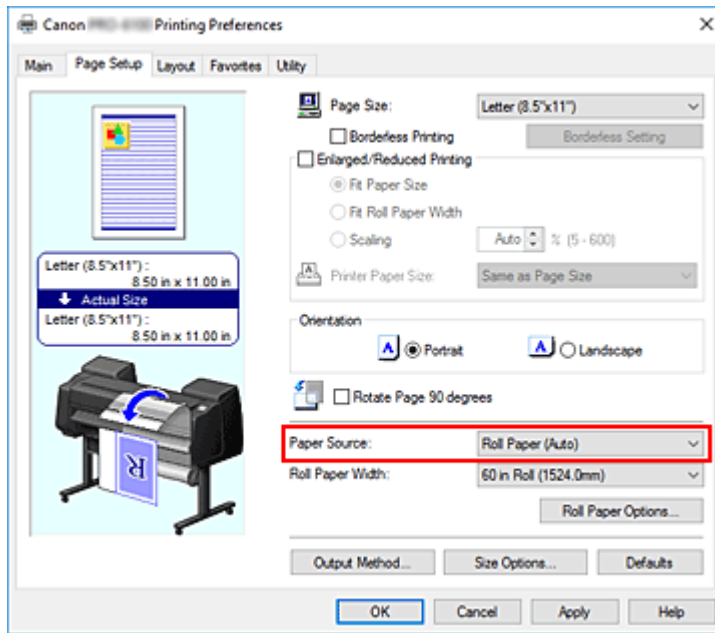 Canon Printing Preferences
Main Page Setup Layout Favorites Utility
Page Size: Letter (8.5"x11")
Borderless Printing Borderless Setting
Enlarged/Reduced Printing
Fit Paper Size
Fit Roll Paper Width
Scaling Auto % (5 - 600)
Printer Paper Size: Same as Page Size
Letter (8.5"x11") :
8.50 in x 11.00 in
Actual Size
Letter (8.5"x11") :
8.50 in x 11.00 in
Orientation
A Portrait A Landscape
Rotate Page 90 degrees
Paper Source: Roll Paper (Auto)
Roll Paper Width: 60 in Roll (1524.0mm)
Roll Paper Options...
R
Output Method... Size Options... Defaults
OK Cancel Apply Help